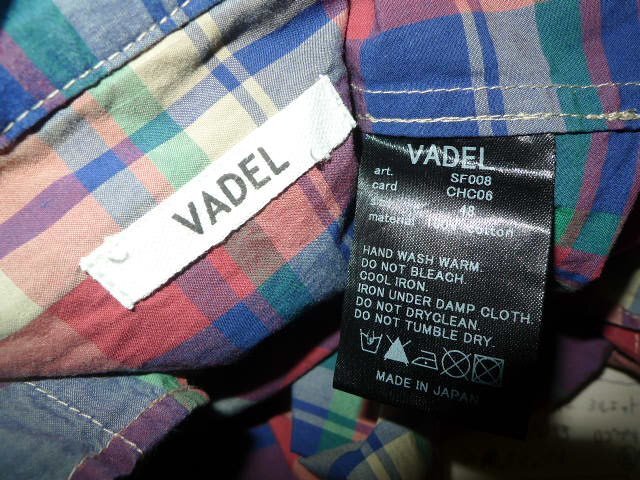 VADEL
VADEL
art. SF008
card CHC06
48
material 100% cotton
HAND WASH WARM.
DO NOT BLEACH.
COOL IRON.
IRON UNDER DAMP CLOTH.
DO NOT DRYCLEAN.
DO NOT TUMBLE DRY.
MADE IN JAPAN